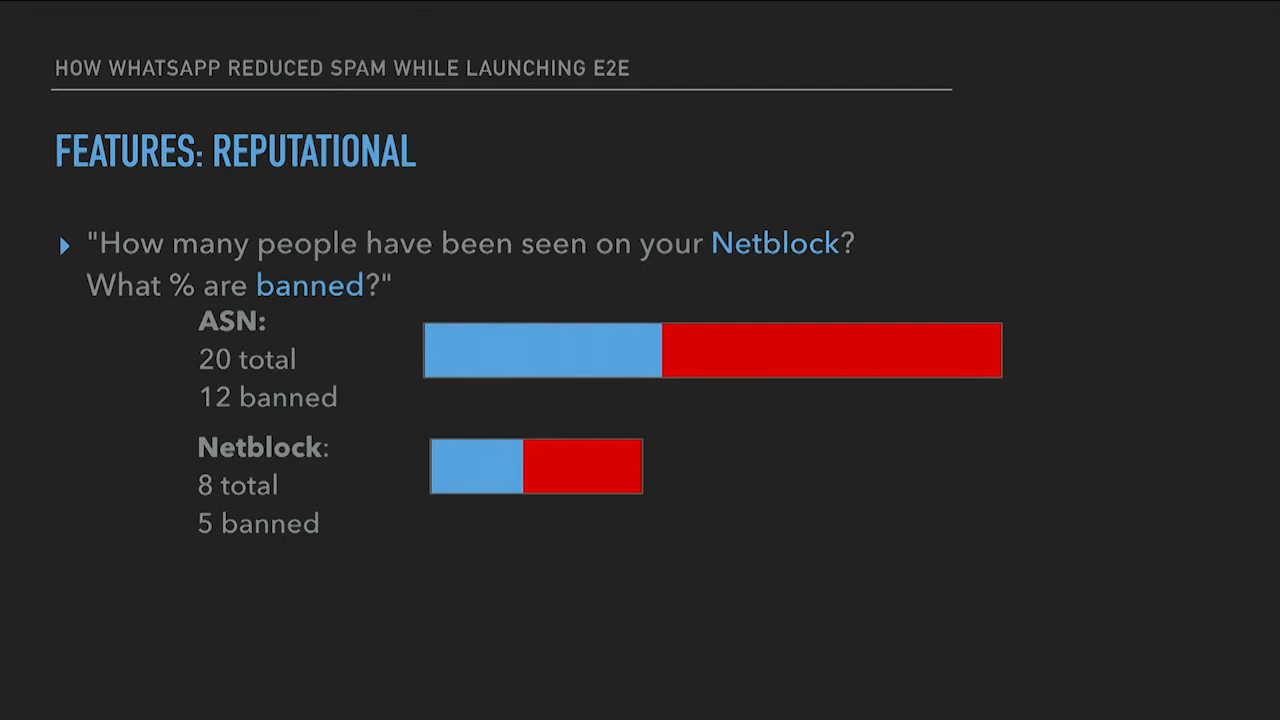 HOW WHATSAPP REDUCED SPAM WHILE LAUNCHING E2E
FEATURES: REPUTATIONAL
"How many people have been seen on your Netblock?
What % are banned?"
ASN:
20 total
12 banned
Netblock:
8 total
5 banned